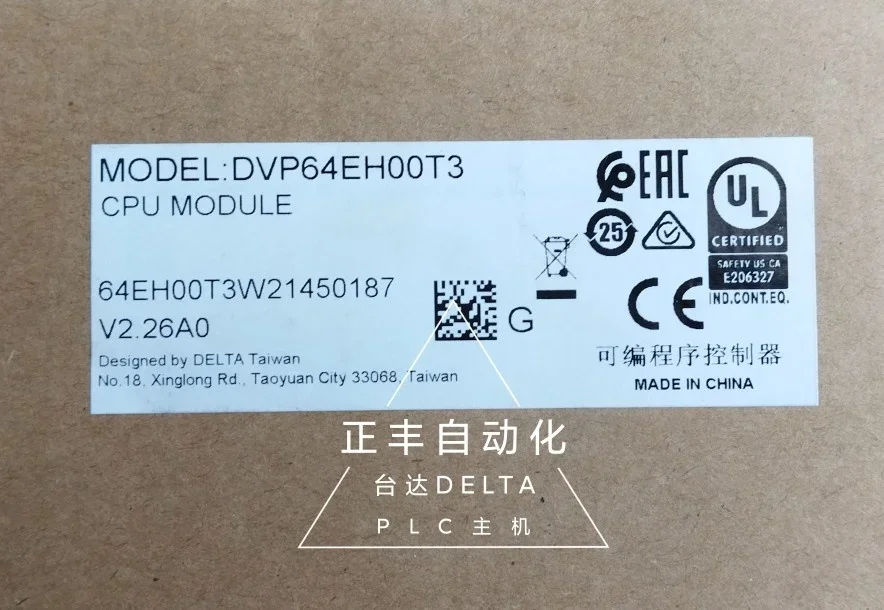 MODEL:DVP64EH00T3
CPU MODULE
64EH00T3W21450187
V2.26A0
G
Designed by DELTA Taiwan
No.18, Xinglong Rd., Taoyuan City 33068, Taiwan
EAC
25
UL
CERTIFIED
SAFETY US CA
E206327
IND.CONT.EQ.
CE
可编程序控制器
MADE IN CHINA
正丰自动化
台达DELTA
PLC主机